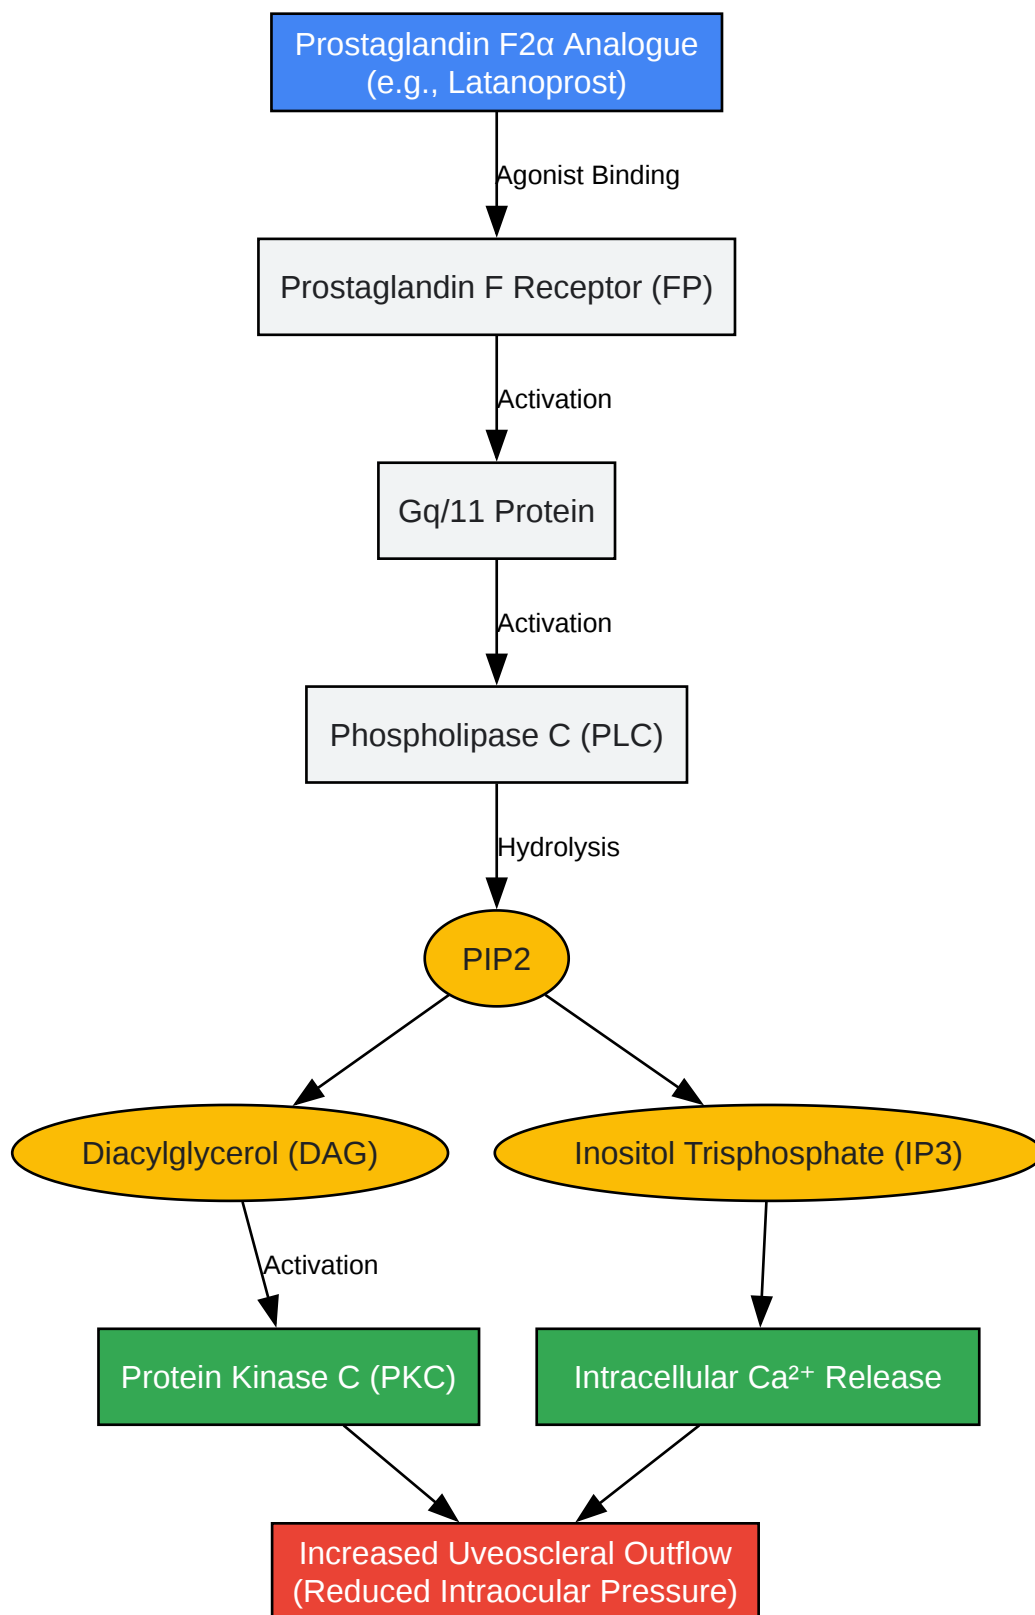 Prostaglandin F2α Analogue
(e.g., Latanoprost)
Agonist Binding
Prostaglandin F Receptor (FP)
Activation
Gq/11 Protein
Activation
Phospholipase C (PLC)
Hydrolysis
PIP2
Diacylglycerol (DAG)
Inositol Trisphosphate (IP3)
Activation
Protein Kinase C (PKC)
Intracellular Ca²⁺ Release
Increased Uveoscleral Outflow
(Reduced Intraocular Pressure)